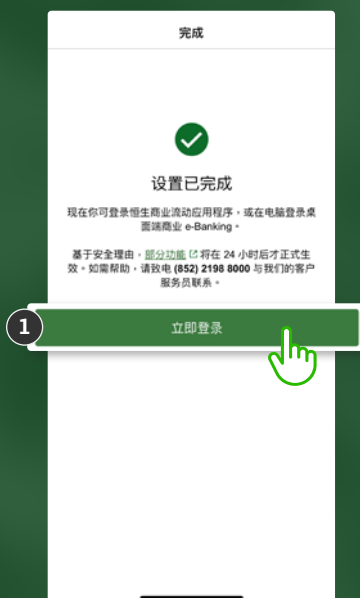 完成
设置已完成
现在你可登录恒生商业流动应用程序，或在电脑登录桌
面端商业 e-Banking。
基于安全理由，部分功能 将在 24 小时后才正式生
效。如需帮助，请致电 (852) 2198 8000 与我们的客户
服务员联系。
1
立即登录